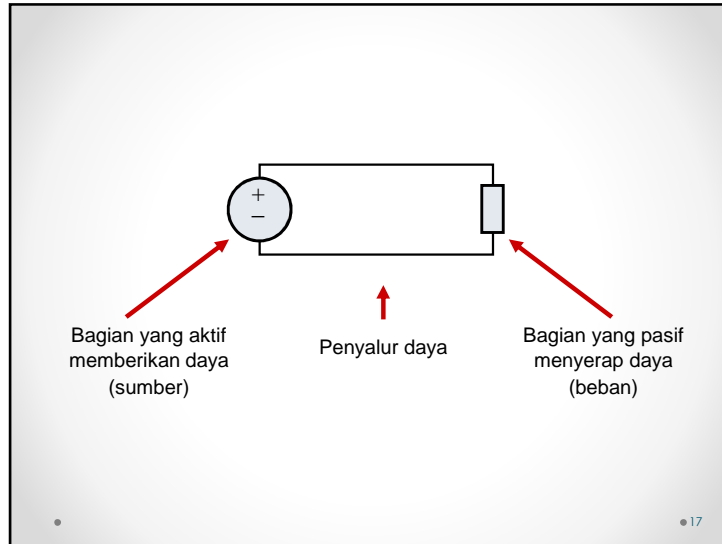 +
−
Bagian yang aktif
memberikan daya
(sumber)
Penyalur daya
Bagian yang pasif
menyerap daya
(beban)
17